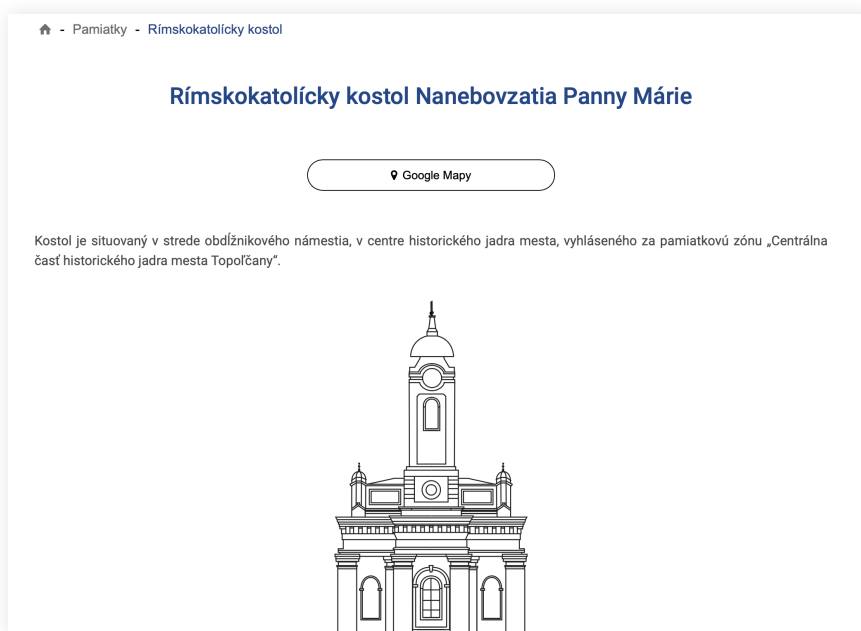 - Pamiatky - Rímskokatolícky kostol
Rímskokatolícky kostol Nanebovzatia Panny Márie
Google Mapy
Kostol je situovaný v strede obdĺžnikového námestia, v centre historického jadra mesta, vyhláseného za pamiatkovú zónu „Centrálna
časť historického jadra mesta Topoľčany“.